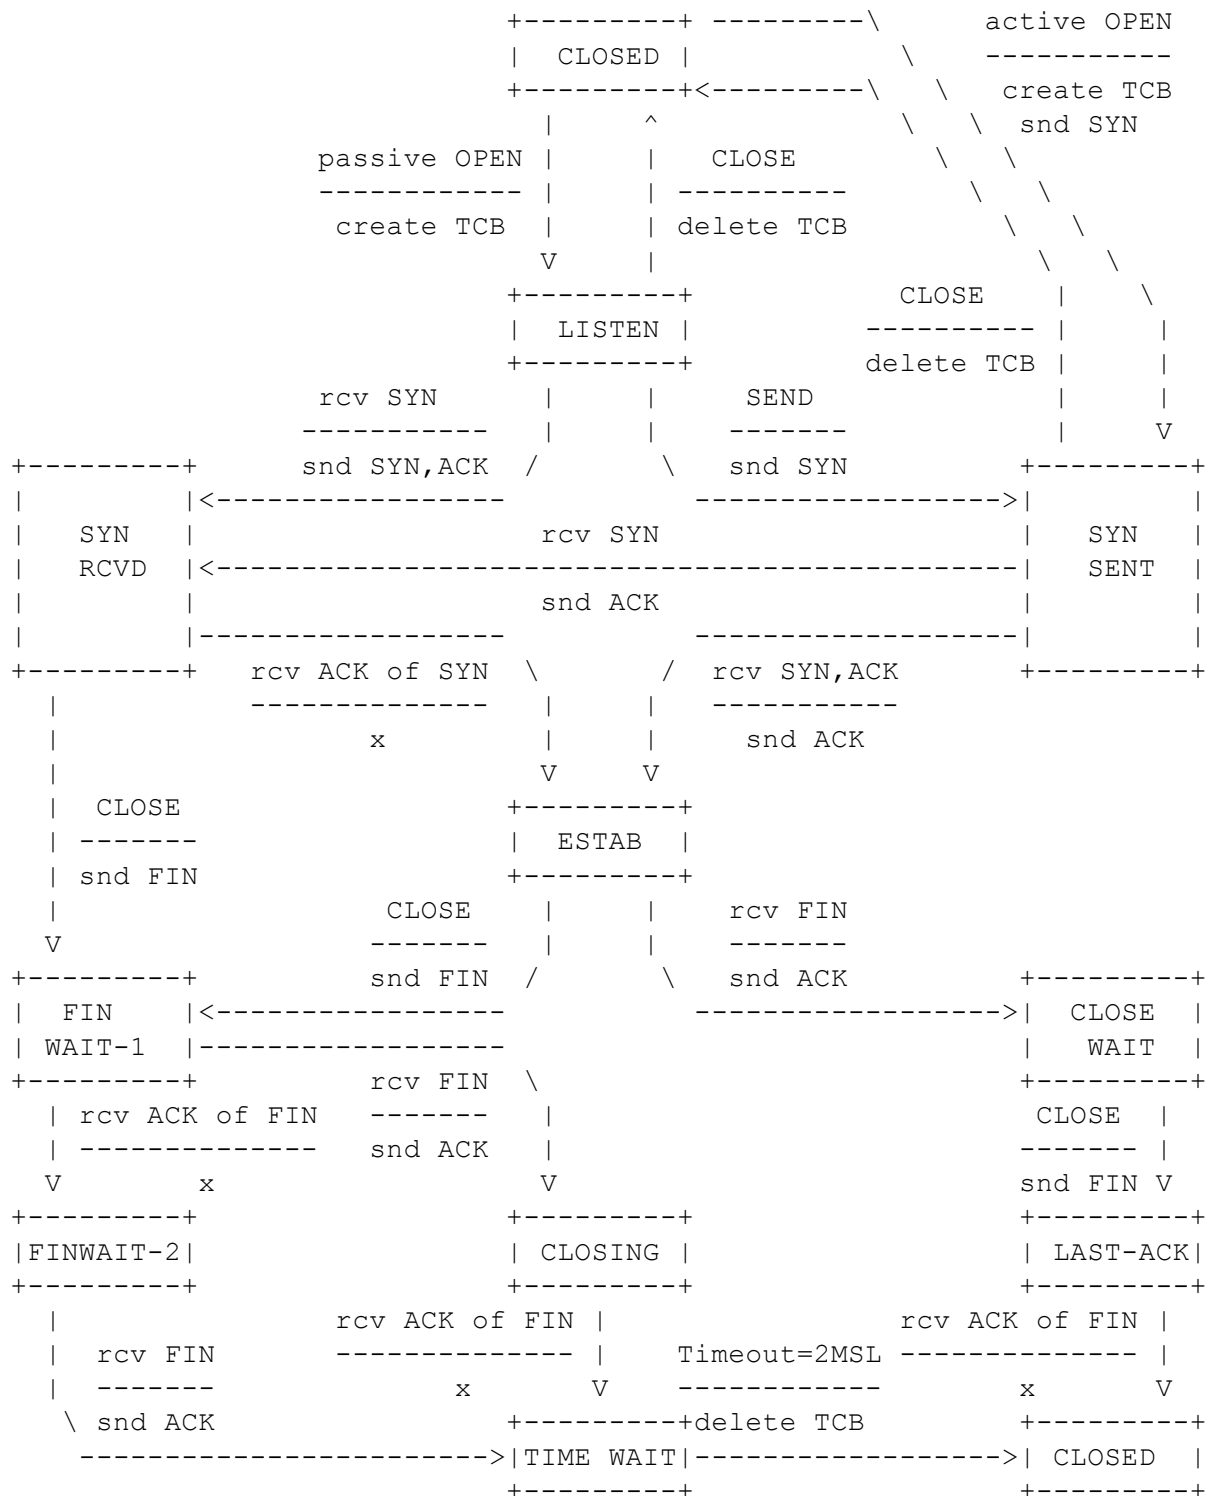 +---------+ ---------\      active OPEN
|  CLOSED |            \    -----------
+---------+<---------\   \   create TCB
|     ^              \   \  snd SYN
passive OPEN |     |   CLOSE        \   \
------------ |     | ----------       \   \
create TCB  |     | delete TCB         \   \
V     |                      \   \
+---------+            CLOSE    |   \
|  LISTEN |          ---------- |     |
+---------+          delete TCB |     |
rcv SYN      |     |     SEND              |     |
-----------   |     |    -------            |     V
+---------+      snd SYN,ACK  /       \   snd SYN          +---------+
|         |<-----------------           ------------------>|         |
|   SYN   |                    rcv SYN                     |   SYN   |
|   RCVD  |<-----------------------------------------------|   SENT  |
|         |                    snd ACK                     |         |
|         |------------------           -------------------|         |
+---------+   rcv ACK of SYN  \       /  rcv SYN,ACK       +---------+
|           --------------   |     |   -----------
|                  x         |     |     snd ACK
|                            V     V
|  CLOSE                   +---------+
| -------                  |  ESTAB  |
| snd FIN                  +---------+
|                   CLOSE    |     |    rcv FIN
V                  -------   |     |    -------
+---------+          snd FIN  /       \   snd ACK          +---------+
|  FIN    |<-----------------           ------------------>|  CLOSE  |
| WAIT-1  |------------------                              |   WAIT  |
+---------+          rcv FIN  \                            +---------+
| rcv ACK of FIN   -------   |                            CLOSE  |
| --------------   snd ACK   |                           ------- |
V        x                   V                           snd FIN V
+---------+                  +---------+                   +---------+
|FINWAIT-2|                  | CLOSING |                   | LAST-ACK|
+---------+                  +---------+                   +---------+
|                rcv ACK of FIN |                 rcv ACK of FIN |
|  rcv FIN       -------------- |    Timeout=2MSL -------------- |
|  -------              x       V    ------------        x       V
\ snd ACK                 +---------+delete TCB         +---------+
------------------------>|TIME WAIT|------------------>| CLOSED  |
+---------+                   +---------+